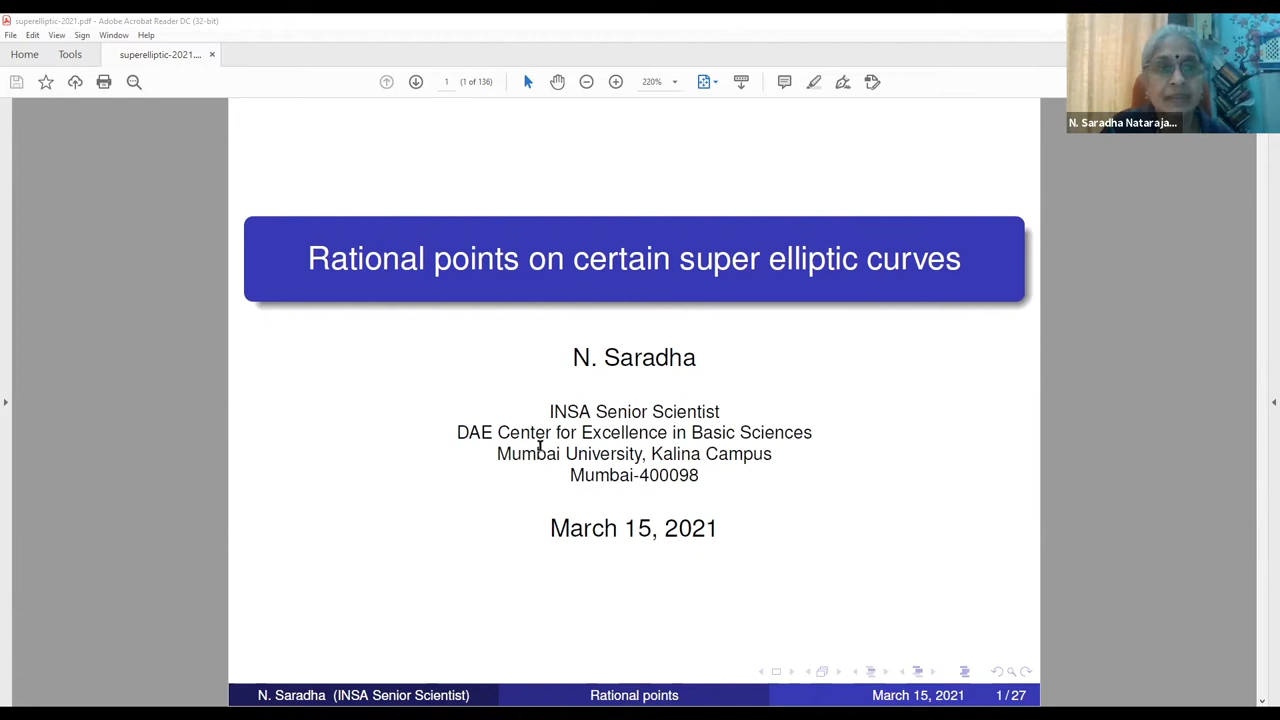 superelliptic-2021.pdf - Adobe Acrobat Reader DC (32-bit)
File Edit View Sign Window Help
Home Tools superelliptic-2021.... ×
1 (1 of 136) 220%
N. Saradha Nataraja...
Rational points on certain super elliptic curves
N. Saradha
INSA Senior Scientist
DAE Center for Excellence in Basic Sciences
Mumbai University, Kalina Campus
Mumbai-400098
March 15, 2021
N. Saradha (INSA Senior Scientist) Rational points March 15, 2021 1 / 27